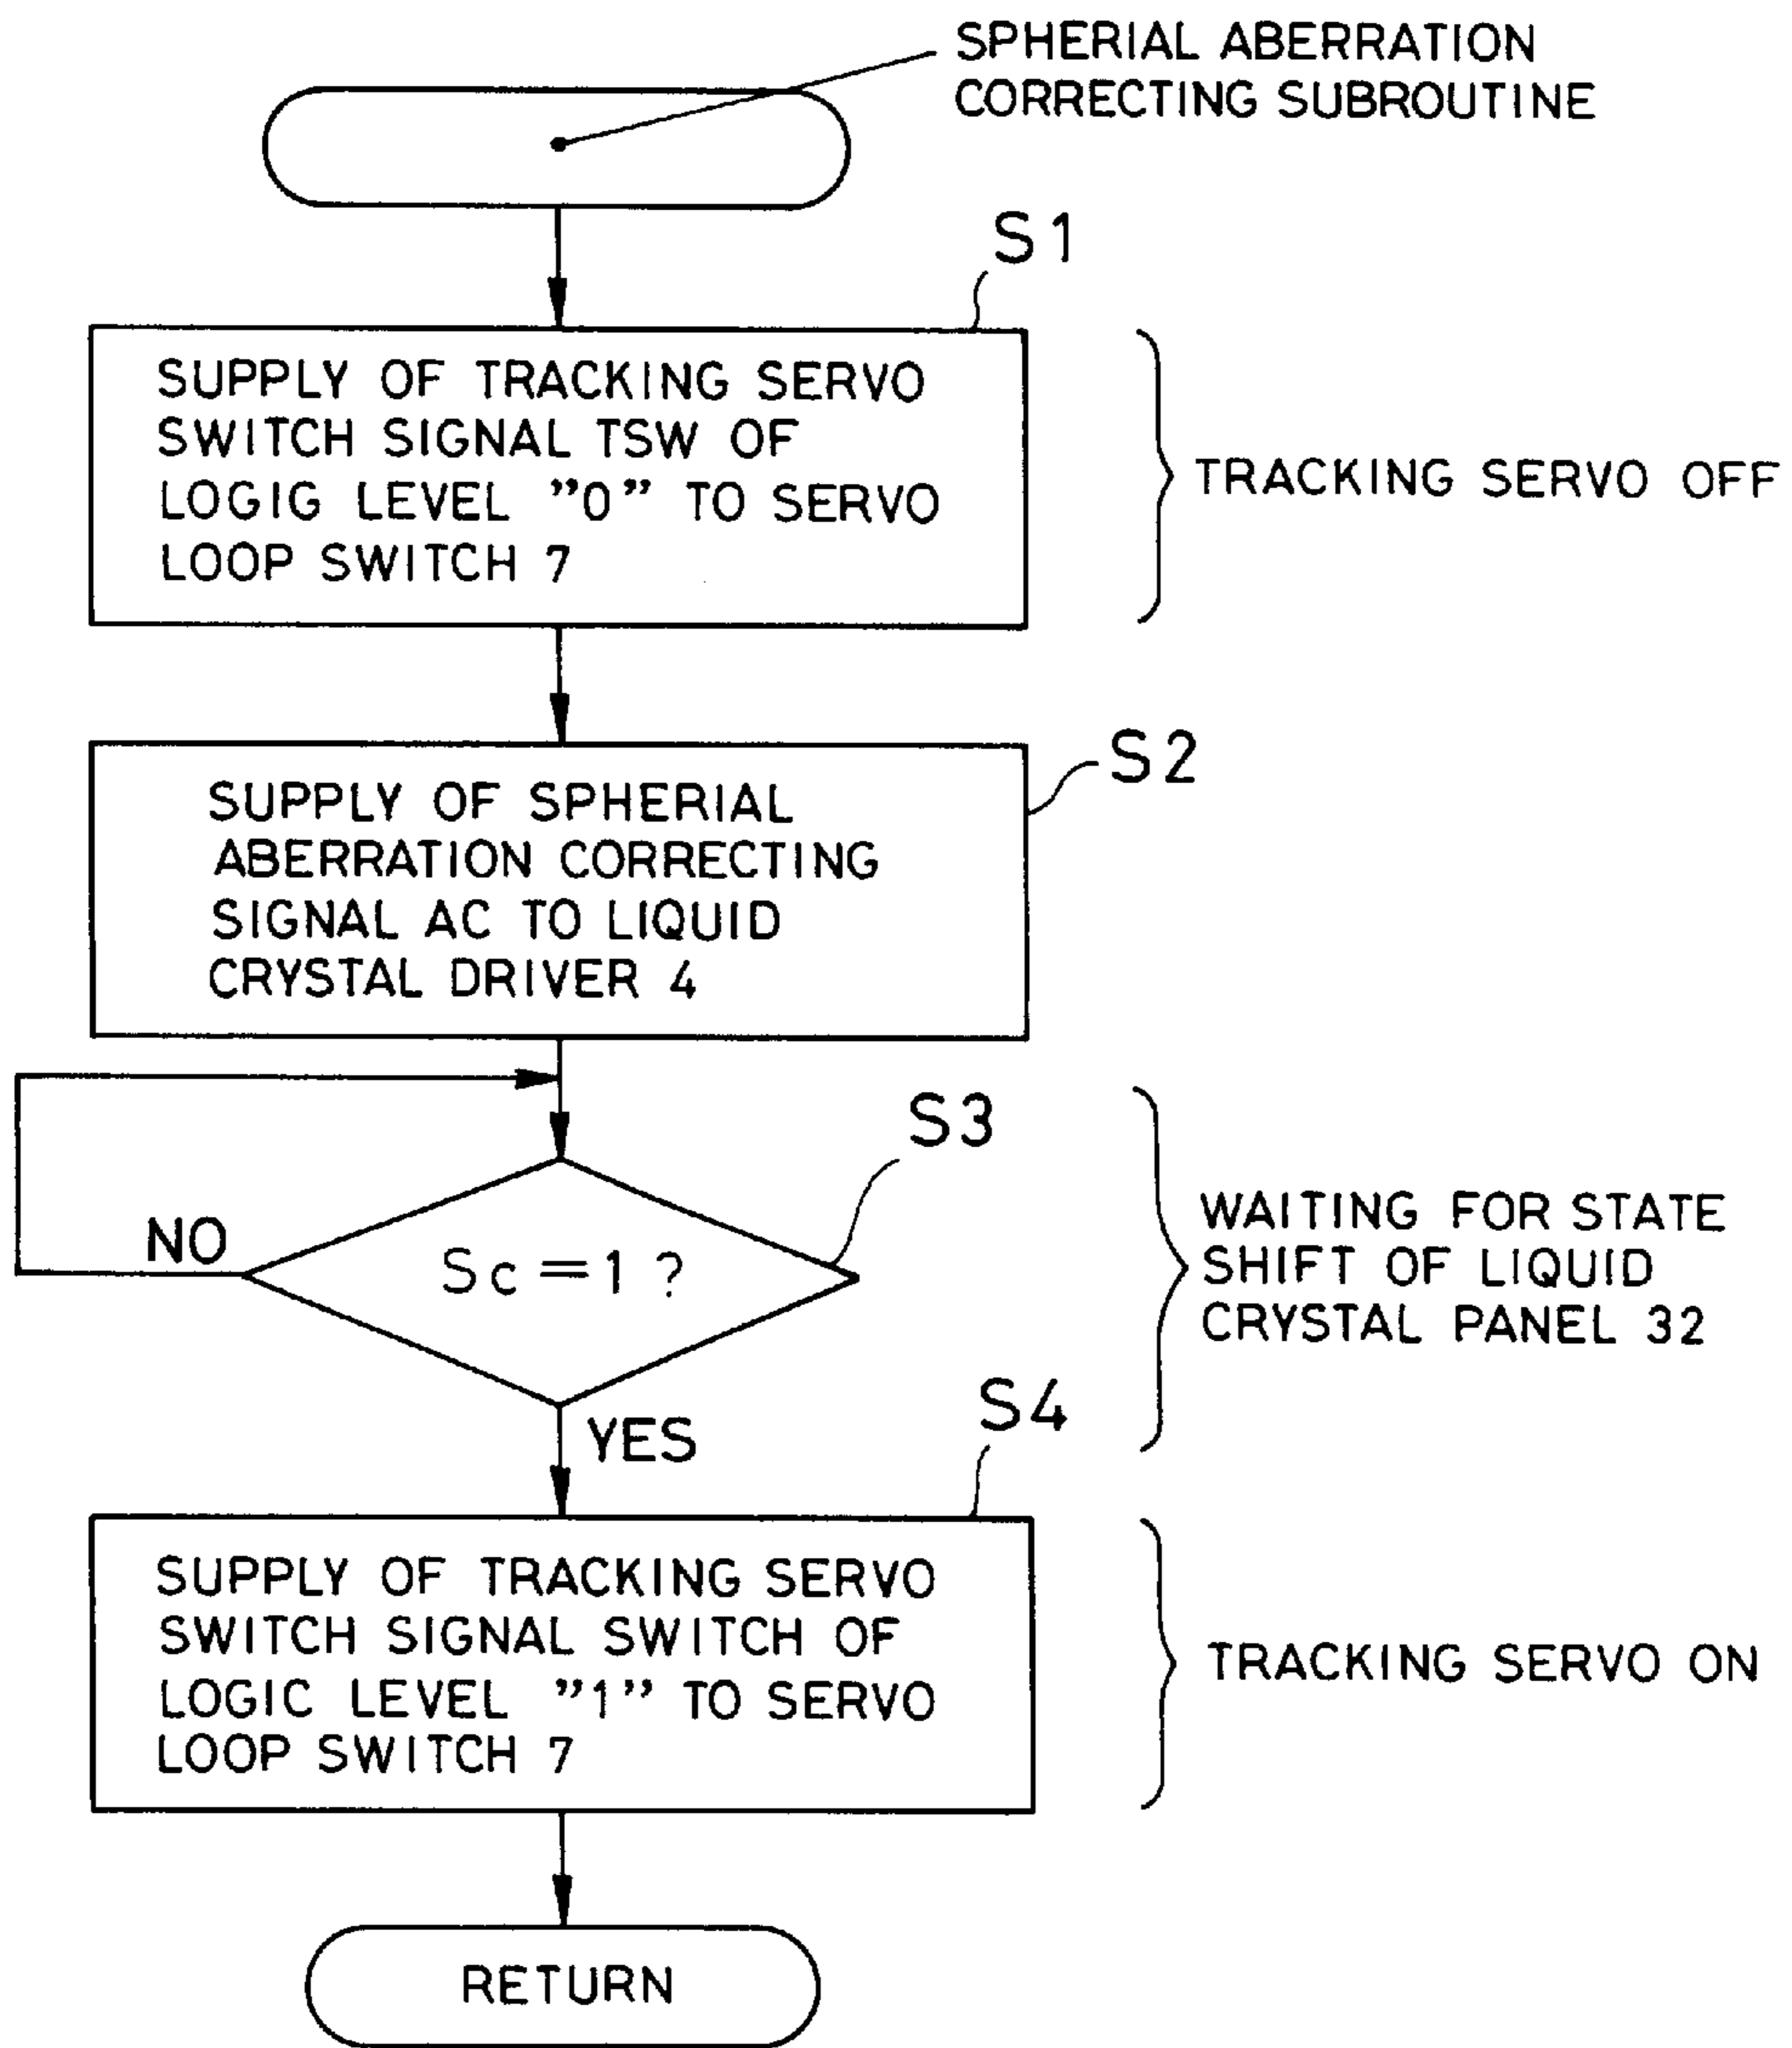 SPHERIAL ABERRATION
CORRECTING SUBROUTINE
S1
SUPPLY OF TRACKING SERVO
SWITCH SIGNAL TSW OF
LOGIG LEVEL "0" TO SERVO
LOOP SWITCH 7
TRACKING SERVO OFF
S2
SUPPLY OF SPHERIAL
ABERRATION CORRECTING
SIGNAL AC TO LIQUID
CRYSTAL DRIVER 4
S3
NO
Sc=1 ?
WAITING FOR STATE
SHIFT OF LIQUID
CRYSTAL PANEL 32
YES
S4
SUPPLY OF TRACKING SERVO
SWITCH SIGNAL SWITCH OF
LOGIC LEVEL "1" TO SERVO
LOOP SWITCH 7
TRACKING SERVO ON
RETURN